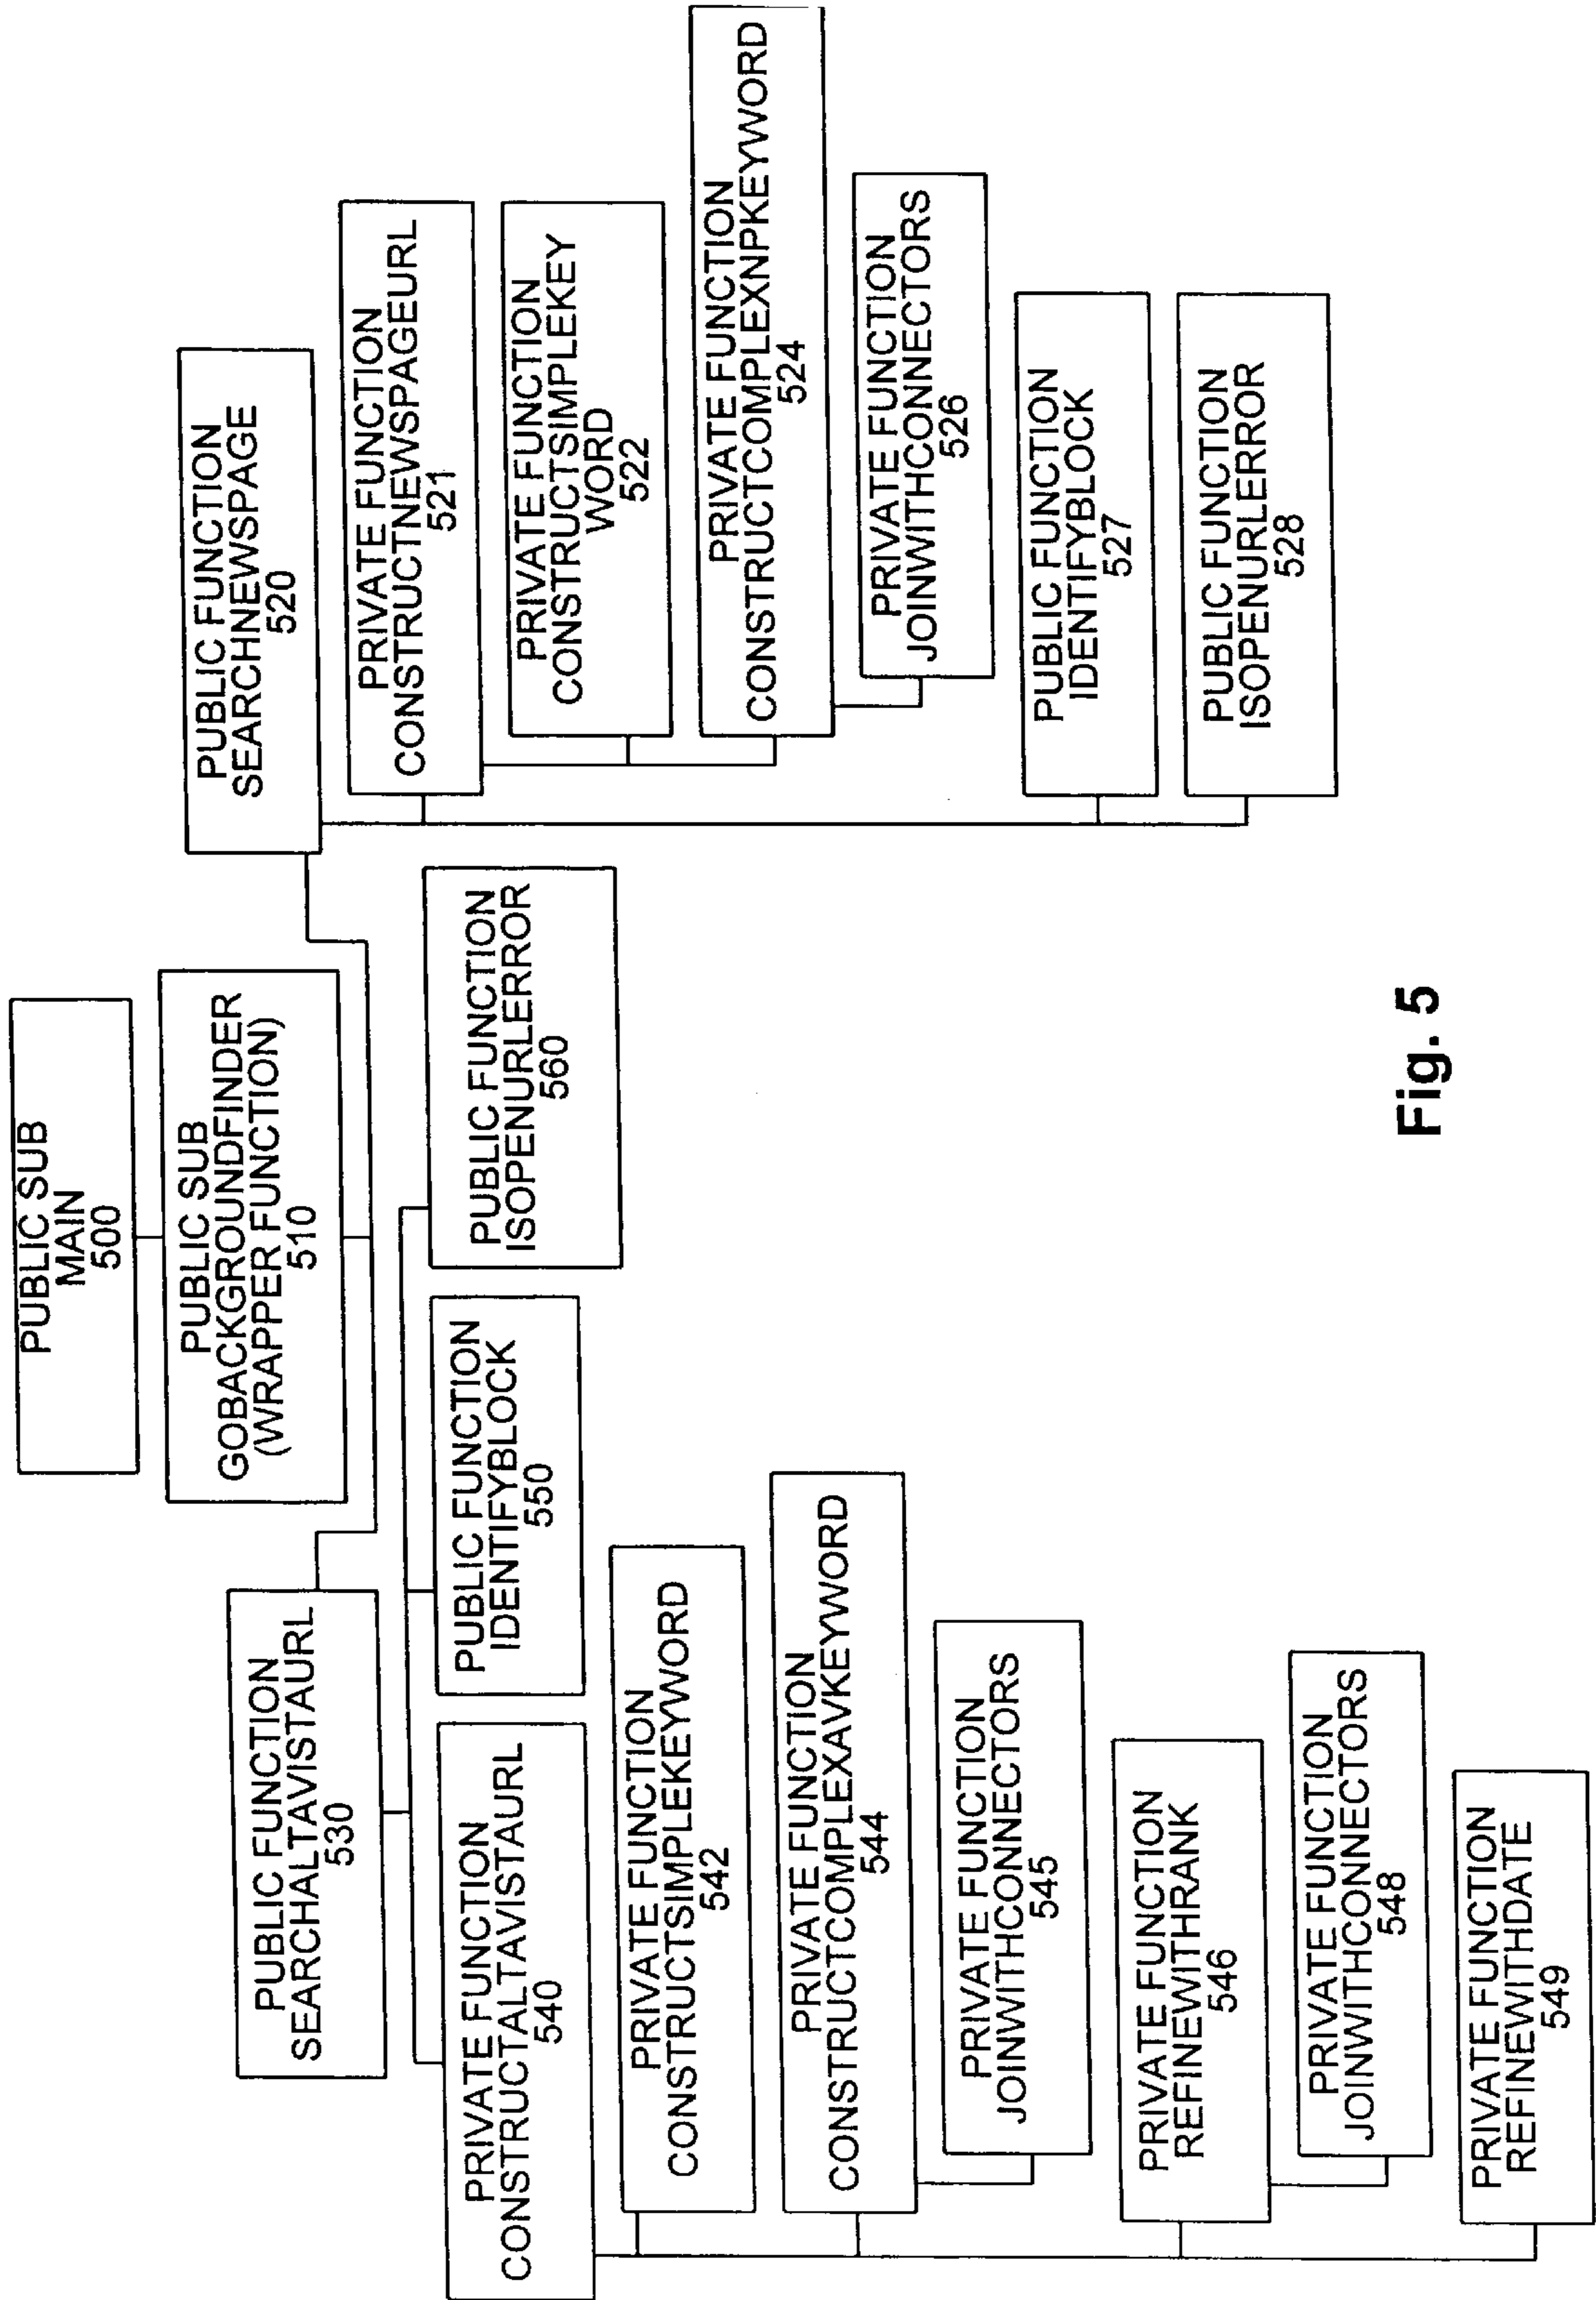 PUBLIC SUB
MAIN
500
PUBLIC SUB
GOBACKGROUNDFINDER
(WRAPPER FUNCTION)
510
PUBLIC FUNCTION
SEARCHALTAVISTAURL
530
PRIVATE FUNCTION
CONSTRUCTALTAVISTAURL
540
PRIVATE FUNCTION
CONSTRUCTSIMPLEKEYWORD
542
PRIVATE FUNCTION
CONSTRUCTCOMPLEXAVKEYWORD
544
PRIVATE FUNCTION
JOINWITHCONNECTORS
545
PRIVATE FUNCTION
REFINEWITHRANK
546
PRIVATE FUNCTION
JOINWITHCONNECTORS
548
PRIVATE FUNCTION
REFINEWITHDATE
549
PUBLIC FUNCTION
IDENTIFYBLOCK
550
PUBLIC FUNCTION
ISOPENURLERROR
560
PUBLIC FUNCTION
SEARCHNEWSPAGE
520
PRIVATE FUNCTION
CONSTRUCTNEWSPAGEURL
521
PRIVATE FUNCTION
CONSTRUCTSIMPLEKEY
WORD
522
PRIVATE FUNCTION
CONSTRUCTCOMPLEXNPKEYWORD
524
PRIVATE FUNCTION
JOINWITHCONNECTORS
526
PUBLIC FUNCTION
IDENTIFYBLOCK
527
PUBLIC FUNCTION
ISOPENURLERROR
528
Fig. 5